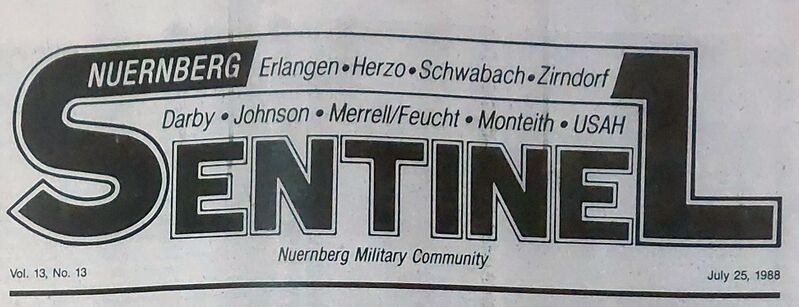 NUERNBERG Erlangen•Herzo•Schwabach•Zirndorf
Darby • Johnson • Merrell/Feucht • Monteith • USAH
SENTINEL
Nuernberg Military Community
Vol. 13, No. 13 July 25, 1988